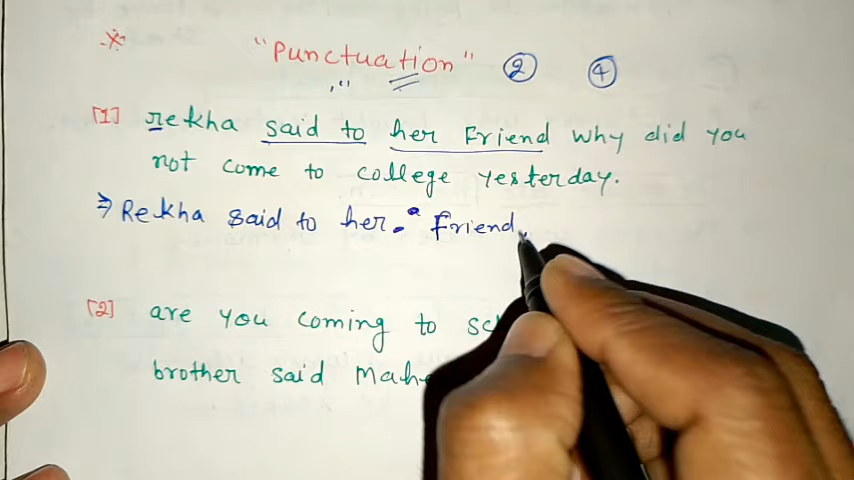 "Punctuation" 2 4
," 
[1] rekha said to her Friend why did you
not come to college yesterday.
⇒ Rekha said to her. " Friend,
[2] are you coming to
brother said